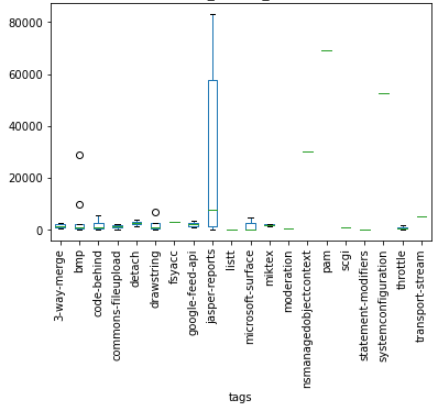 80000
60000
40000
20000
0
3-way-merge
bmp
code-behind
commons-fileupload
detach
drawstring
fsyacc
google-feed-api
jasper-reports
listt
microsoft-surface
miktex
moderation
nsmanagedobjectcontext
pam
scgi
statement-modifiers
systemconfiguration
throttle
transport-stream
tags